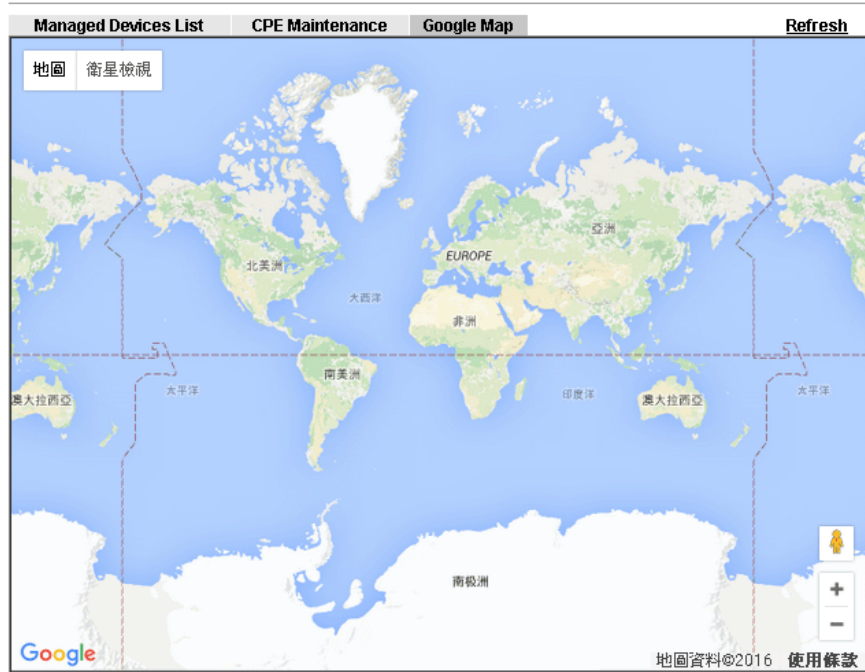 Managed Devices List CPE Maintenance Google Map Refresh
地圖 衛星檢視
亞洲
EUROPE
北美洲
大西洋
非洲
南美洲
太平洋 印度洋 太平洋
澳大拉西亞 澳大拉西亞
南极洲
+
−
Google 地圖資料©2016 使用條款